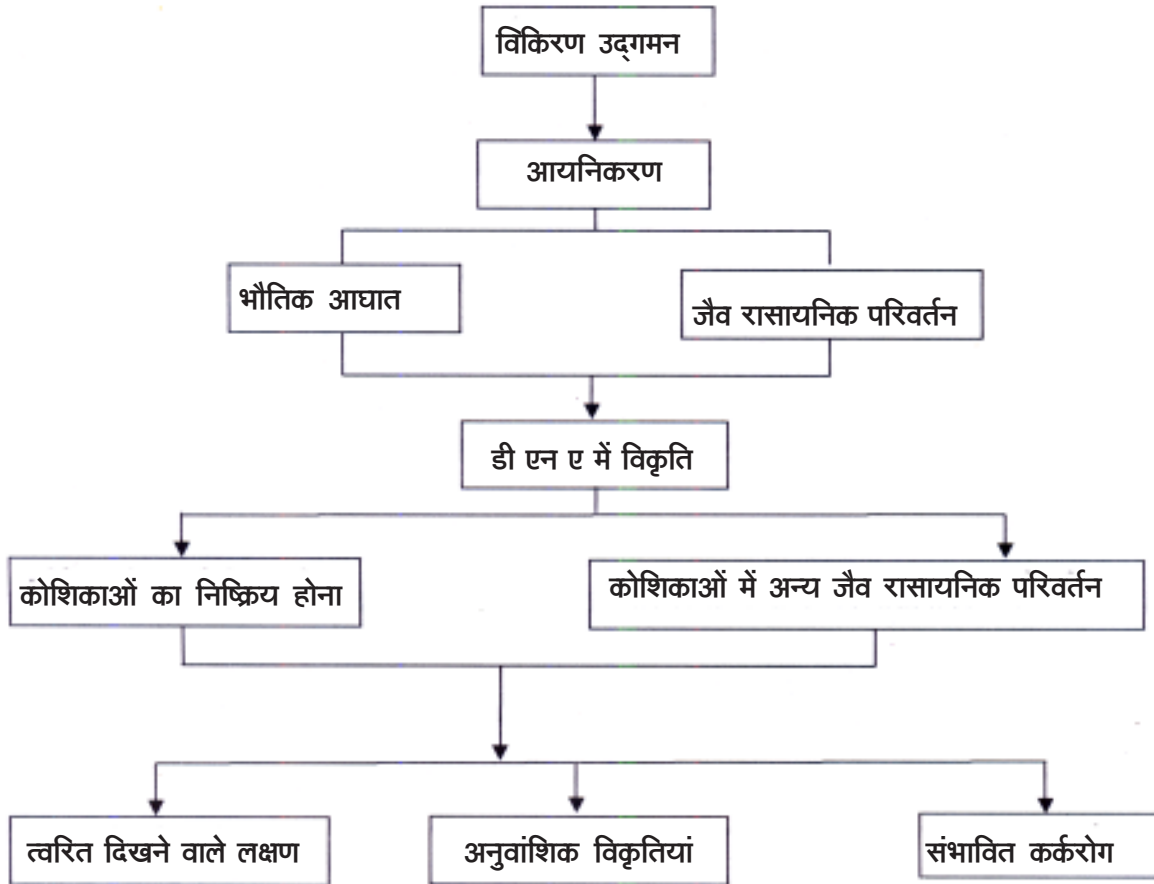 विकिरण उद्‌गमन
आयनिकरण
भौतिक आघात
जैव रासायनिक परिवर्तन
डी एन ए में विकृति
कोशिकाओं का निष्क्रिय होना
कोशिकाओं में अन्य जैव रासायनिक परिवर्तन
त्वरित दिखने वाले लक्षण
अनुवांशिक विकृतियां
संभावित कर्करोग